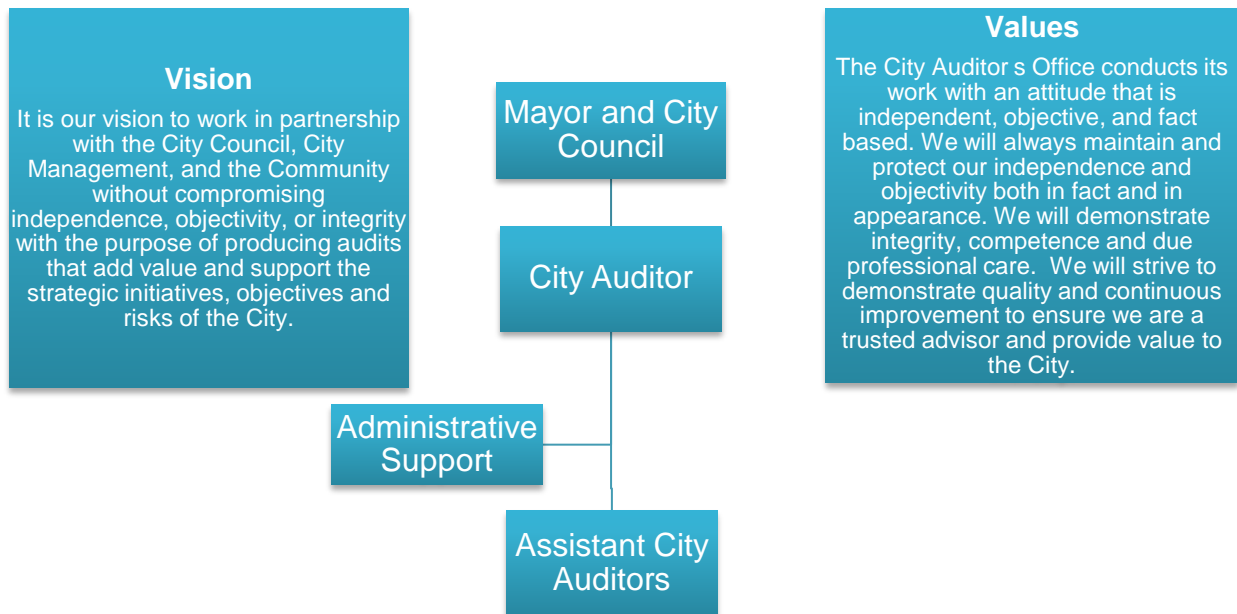 Vision
It is our vision to work in partnership
with the City Council, City
Management, and the Community
without compromising
independence, objectivity, or integrity
with the purpose of producing audits
that add value and support the
strategic initiatives, objectives and
risks of the City.
Mayor and City
Council
City Auditor
Administrative
Support
Assistant City
Auditors
Values
The City Auditor s Office conducts its
work with an attitude that is
independent, objective, and fact
based. We will always maintain and
protect our independence and
objectivity both in fact and in
appearance. We will demonstrate
integrity, competence and due
professional care.  We will strive to
demonstrate quality and continuous
improvement to ensure we are a
trusted advisor and provide value to
the City.